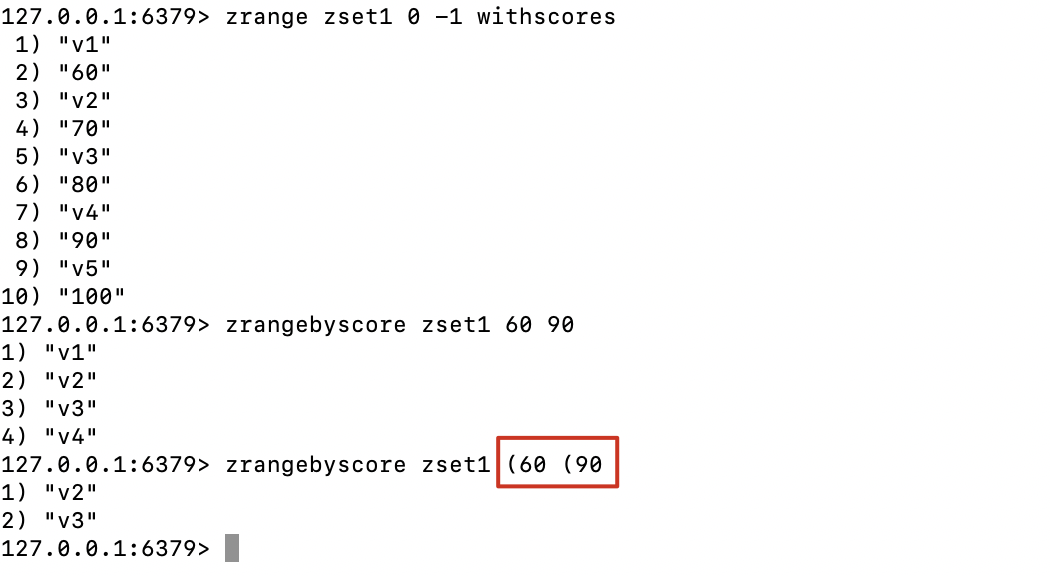 127.0.0.1:6379> zrange zset1 0 -1 withscores
 1) "v1"
 2) "60"
 3) "v2"
 4) "70"
 5) "v3"
 6) "80"
 7) "v4"
 8) "90"
 9) "v5"
10) "100"
127.0.0.1:6379> zrangebyscore zset1 60 90
1) "v1"
2) "v2"
3) "v3"
4) "v4"
127.0.0.1:6379> zrangebyscore zset1 (60 (90
1) "v2"
2) "v3"
127.0.0.1:6379>